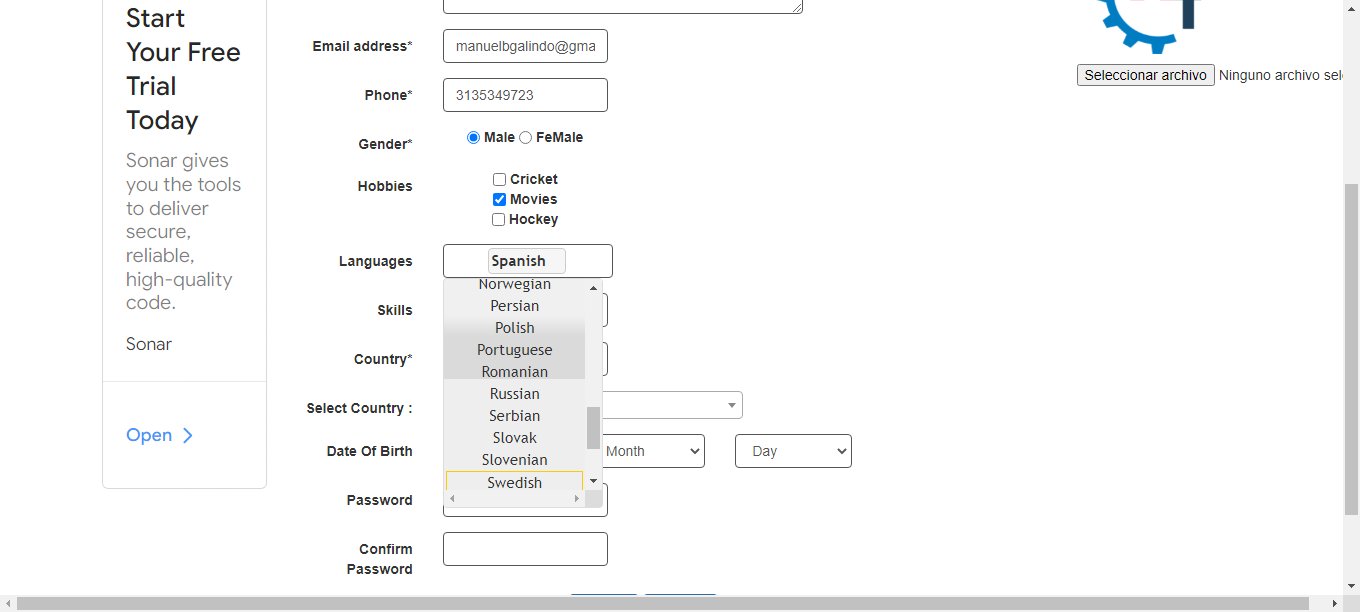 Start
Your Free
Trial
Today
Sonar gives
you the tools
to deliver
secure,
reliable,
high-quality
code.
Sonar
Open
Email address*
manuelbgalindo@gma
Phone*
3135349723
Gender*
Male FeMale
Hobbies
Cricket
Movies
Hockey
Languages
Spanish
Norwegian
Persian
Polish
Portuguese
Romanian
Russian
Serbian
Slovak
Slovenian
Swedish
Skills
Country*
Select Country :
Date Of Birth
Month
Day
Password
Confirm
Password
Seleccionar archivo Ninguno archivo sel